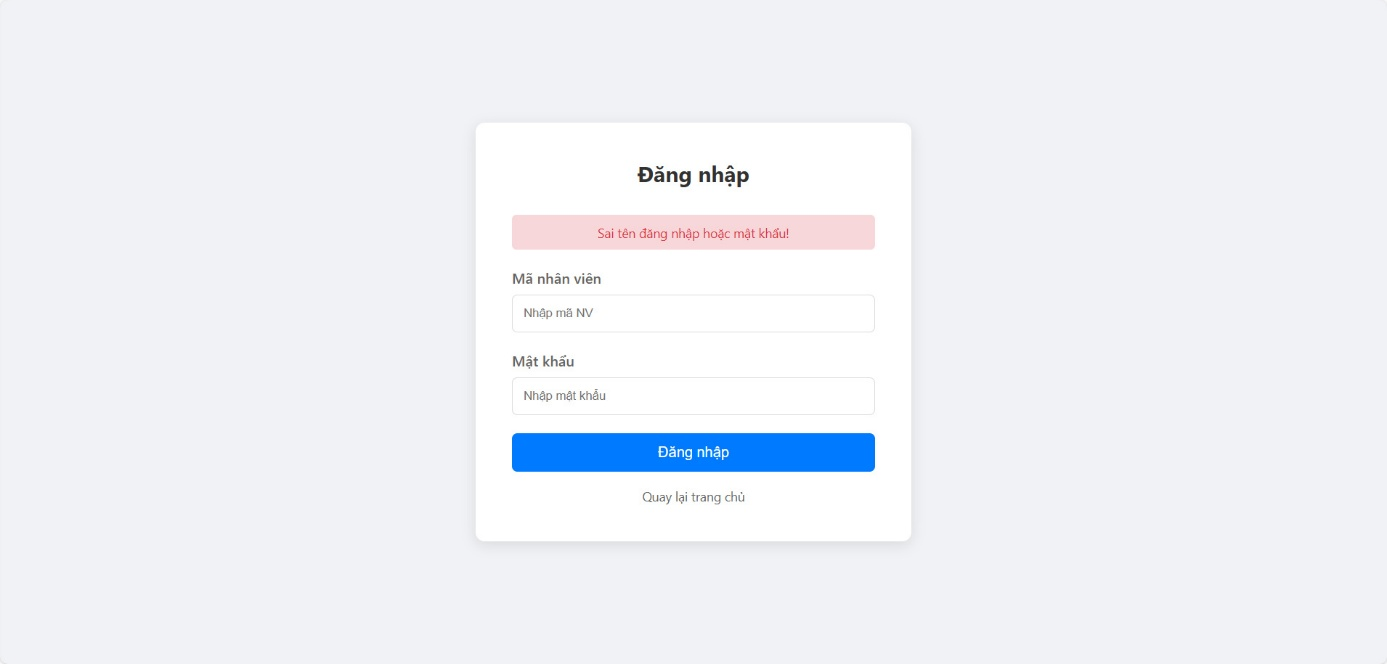 Đăng nhập
Sai tên đăng nhập hoặc mật khẩu!
Mã nhân viên
Nhập mã NV
Mật khẩu
Nhập mật khẩu
Đăng nhập
Quay lại trang chủ